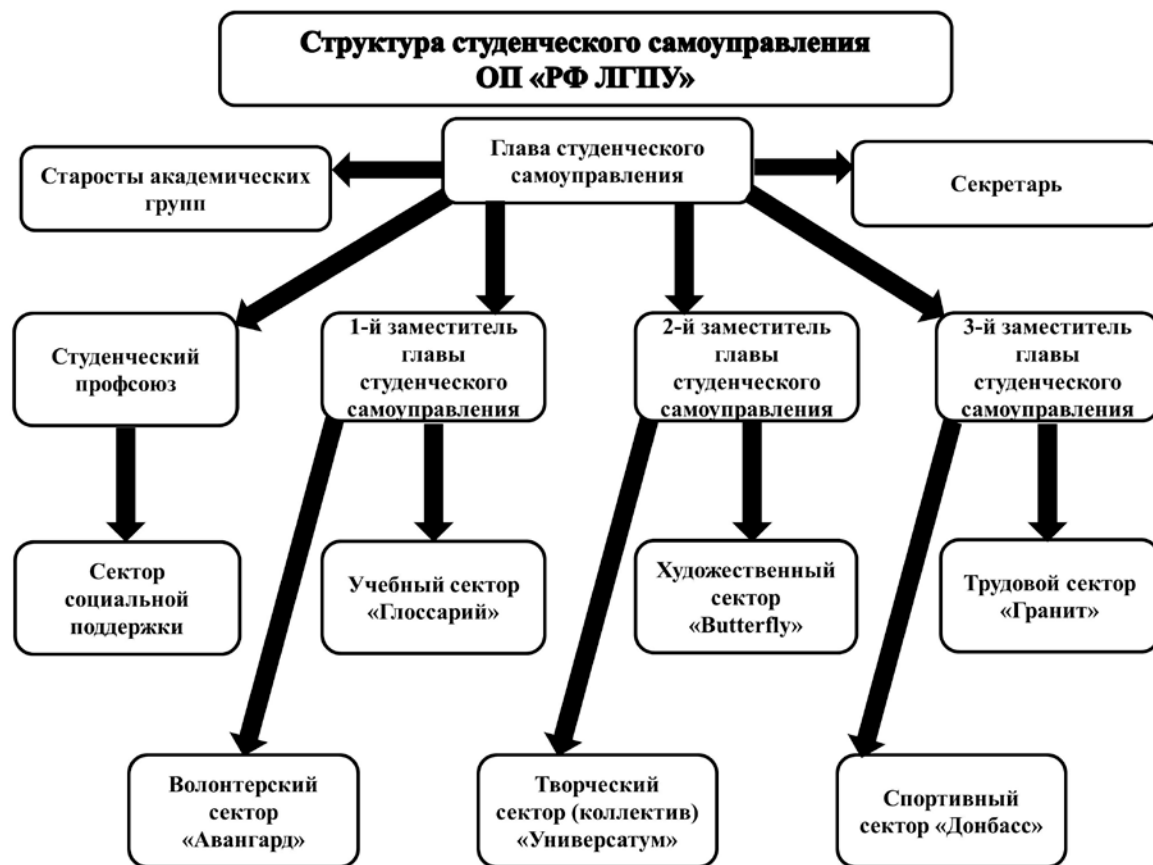 Структура студенческого самоуправления
ОП «РФ ЛГПУ»
Глава студенческого
самоуправления
Старосты академических
групп
Секретарь
Студенческий
профсоюз
1-й заместитель
главы
студенческого
самоуправления
2-й заместитель
главы
студенческого
самоуправления
3-й заместитель
главы
студенческого
самоуправления
Сектор
социальной
поддержки
Учебный сектор
«Глоссарий»
Художественный
сектор
«Butterfly»
Трудовой сектор
«Гранит»
Волонтерский
сектор
«Авангард»
Творческий
сектор (коллектив)
«Универсатум»
Спортивный
сектор «Донбасс»